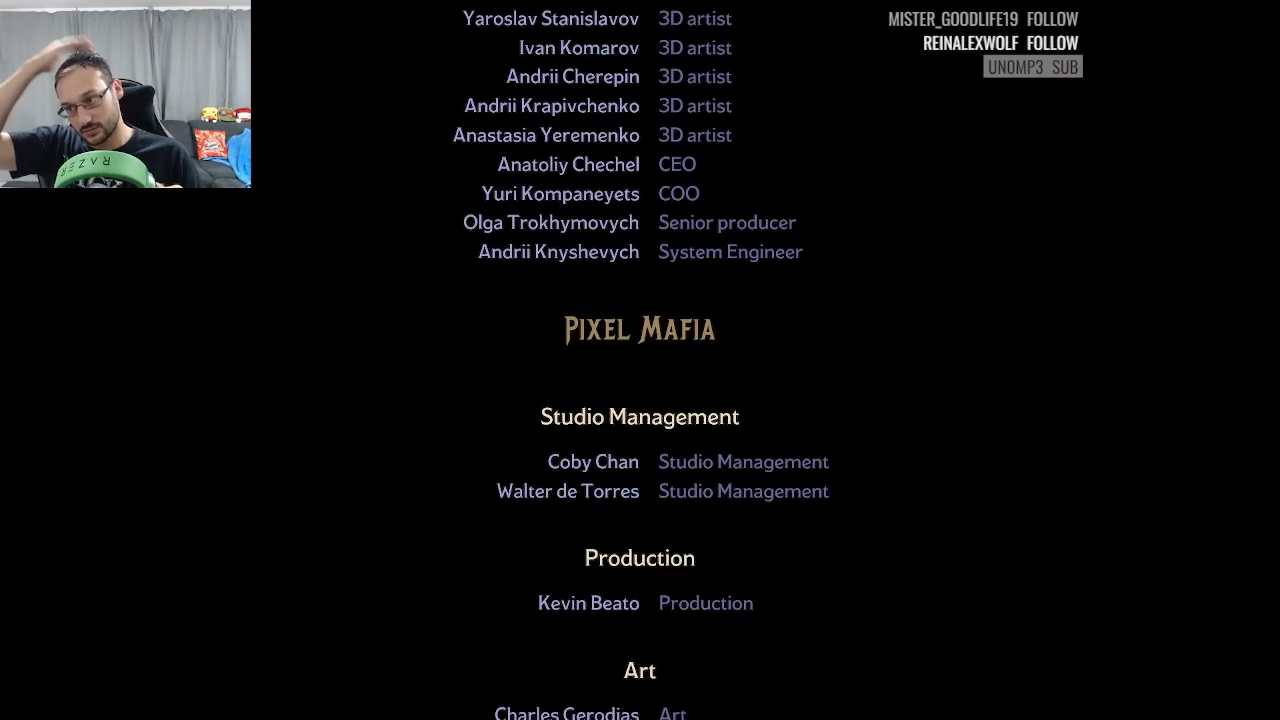 Yaroslav Stanislavov 3D artist
Ivan Komarov 3D artist
Andrii Cherepin 3D artist
Andrii Krapivchenko 3D artist
Anastasia Yeremenko 3D artist
Anatoliy Chechel CEO
Yuri Kompaneyets COO
Olga Trokhymovych Senior producer
Andrii Knyshevych System Engineer
PIXEL MAFIA
Studio Management
Coby Chan Studio Management
Walter de Torres Studio Management
Production
Kevin Beato Production
Art
Charles Gerodias Art
MISTER_GOODLIFE19 FOLLOW
REINALEXWOLF FOLLOW
UNOMP3 SUB
RAZER